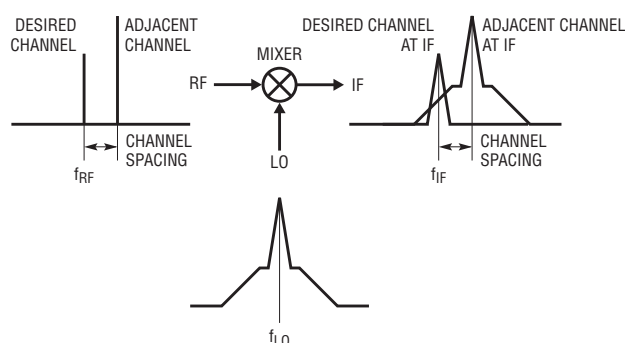 DESIRED
CHANNEL
ADJACENT
CHANNEL
CHANNEL
SPACING
fRF
MIXER
RF
IF
LO
DESIRED CHANNEL
AT IF
ADJACENT CHANNEL
AT IF
CHANNEL
SPACING
fIF
fLO